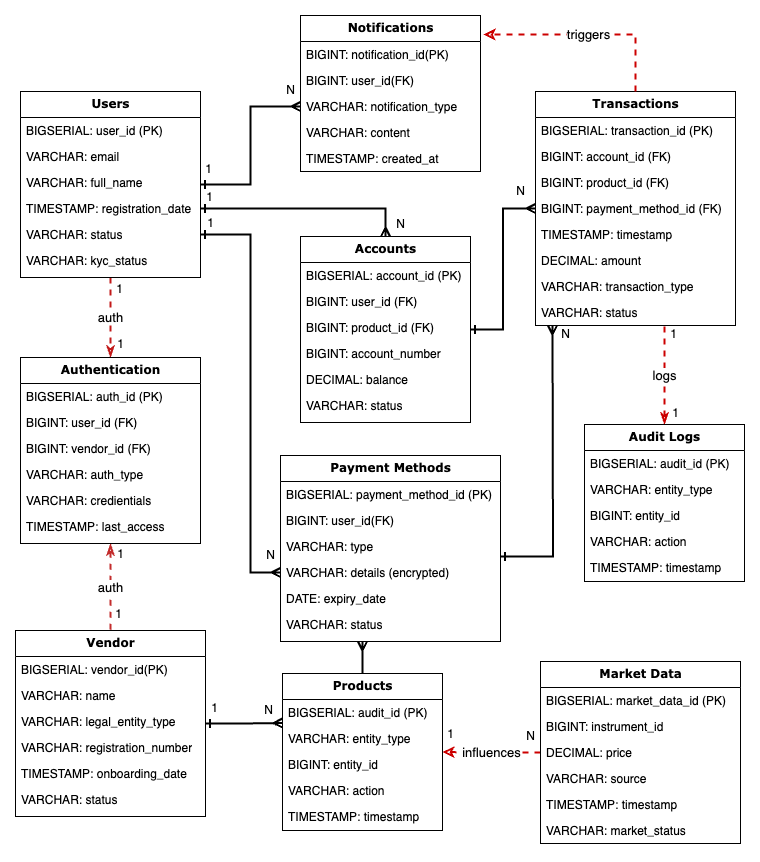 Notifications
BIGINT: notification_id(PK)
BIGINT: user_id(FK)
VARCHAR: notification_type
VARCHAR: content
TIMESTAMP: created_at
triggers
Users
BIGSERIAL: user_id (PK)
VARCHAR: email
VARCHAR: full_name
TIMESTAMP: registration_date
VARCHAR: status
VARCHAR: kyc_status
N
1
1
1
N
Transactions
BIGSERIAL: transaction_id (PK)
BIGINT: account_id (FK)
BIGINT: product_id (FK)
BIGINT: payment_method_id (FK)
TIMESTAMP: timestamp
DECIMAL: amount
VARCHAR: transaction_type
VARCHAR: status
N
N
Accounts
BIGSERIAL: account_id (PK)
BIGINT: user_id (FK)
BIGINT: product_id (FK)
BIGINT: account_number
DECIMAL: balance
VARCHAR: status
1
auth
1
Authentication
BIGSERIAL: auth_id (PK)
BIGINT: user_id (FK)
BIGINT: vendor_id (FK)
VARCHAR: auth_type
VARCHAR: credientials
TIMESTAMP: last_access
1
logs
1
Audit Logs
BIGSERIAL: audit_id (PK)
VARCHAR: entity_type
BIGINT: entity_id
VARCHAR: action
TIMESTAMP: timestamp
Payment Methods
BIGSERIAL: payment_method_id (PK)
BIGINT: user_id(FK)
VARCHAR: type
VARCHAR: details (encrypted)
DATE: expiry_date
VARCHAR: status
N
1
auth
1
Vendor
BIGSERIAL: vendor_id(PK)
VARCHAR: name
VARCHAR: legal_entity_type
VARCHAR: registration_number
TIMESTAMP: onboarding_date
VARCHAR: status
1
N
Products
BIGSERIAL: audit_id (PK)
VARCHAR: entity_type
BIGINT: entity_id
VARCHAR: action
TIMESTAMP: timestamp
1
influences
N
Market Data
BIGSERIAL: market_data_id (PK)
BIGINT: instrument_id
DECIMAL: price
VARCHAR: source
TIMESTAMP: timestamp
VARCHAR: market_status